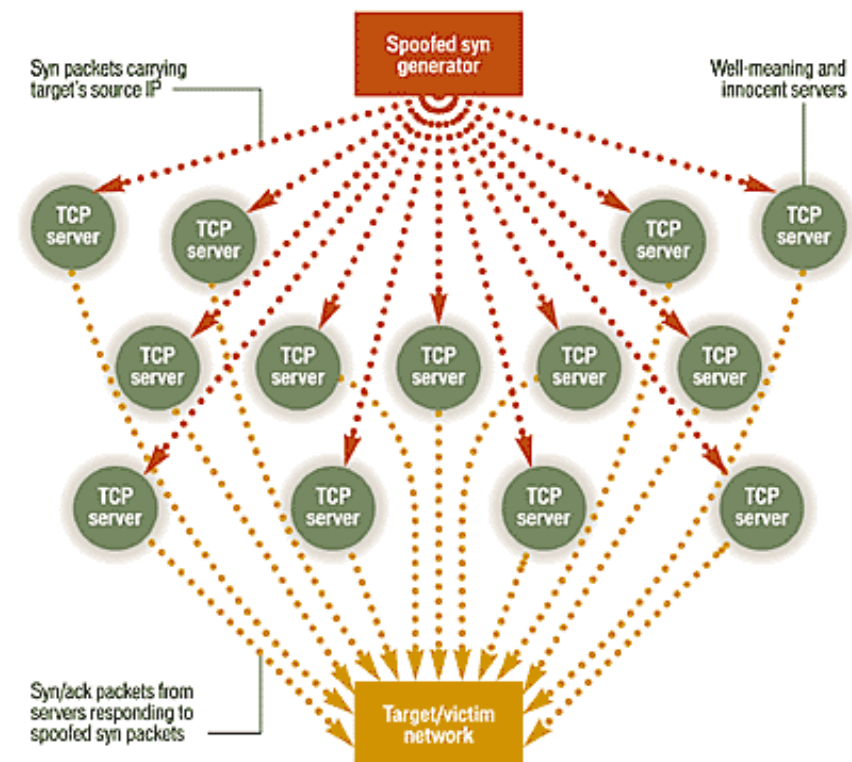 Spoofed syn
generator
Syn packets carrying
target's source IP
Well-meaning and
innocent servers
TCP
server
TCP
server
TCP
server
TCP
server
TCP
server
TCP
server
TCP
server
TCP
server
TCP
server
TCP
server
TCP
server
TCP
server
TCP
server
Syn/ack packets from
servers responding to
spoofed syn packets
Target/victim
network